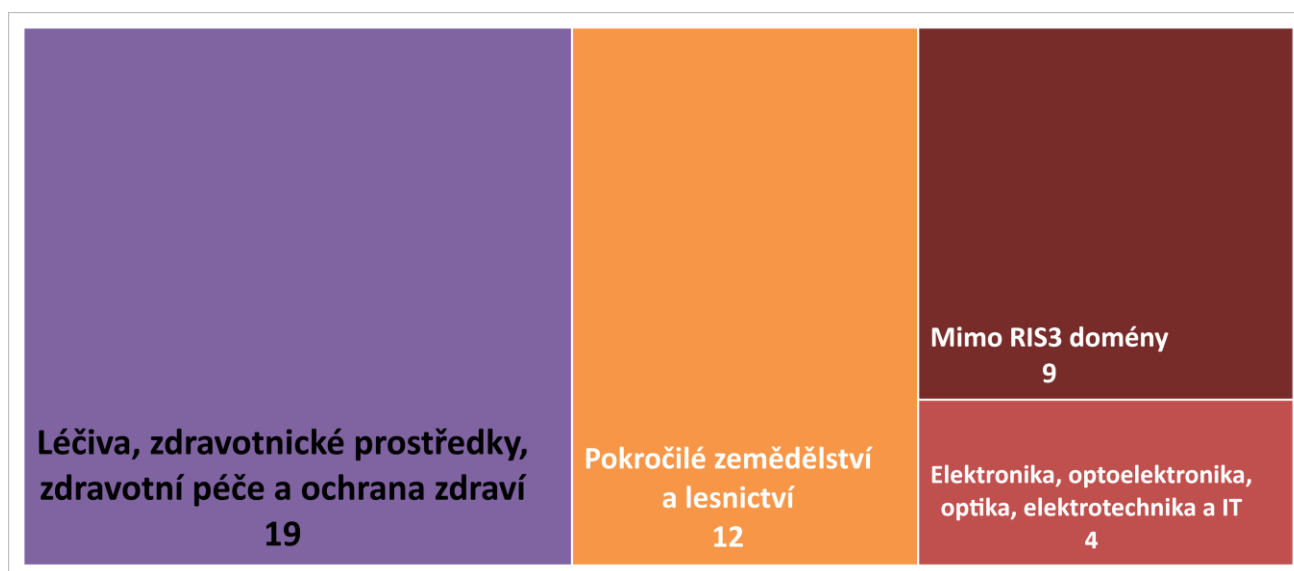 Léčiva, zdravotnické prostředky,
zdravotní péče a ochrana zdraví
19
Pokročilé zemědělství
a lesnictví
12
Mimo RIS3 domény
9
Elektronika, optoelektronika,
optika, elektrotechnika a IT
4